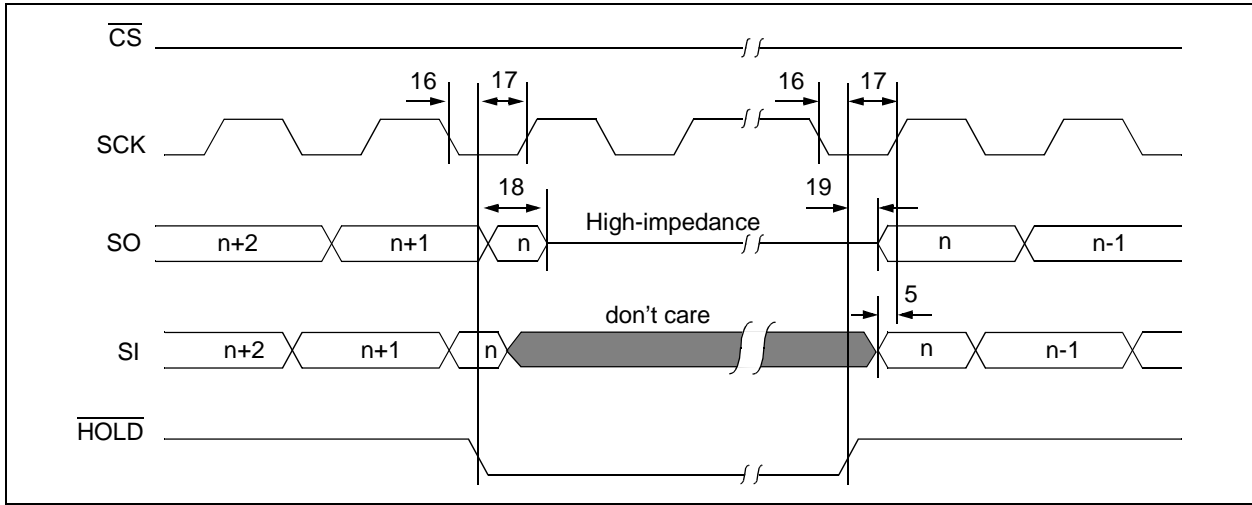 CS
16 17 16 17
SCK
18 19
High-impedance
SO n+2 n+1 n n n-1
5
don't care
SI n+2 n+1 n n n-1
HOLD